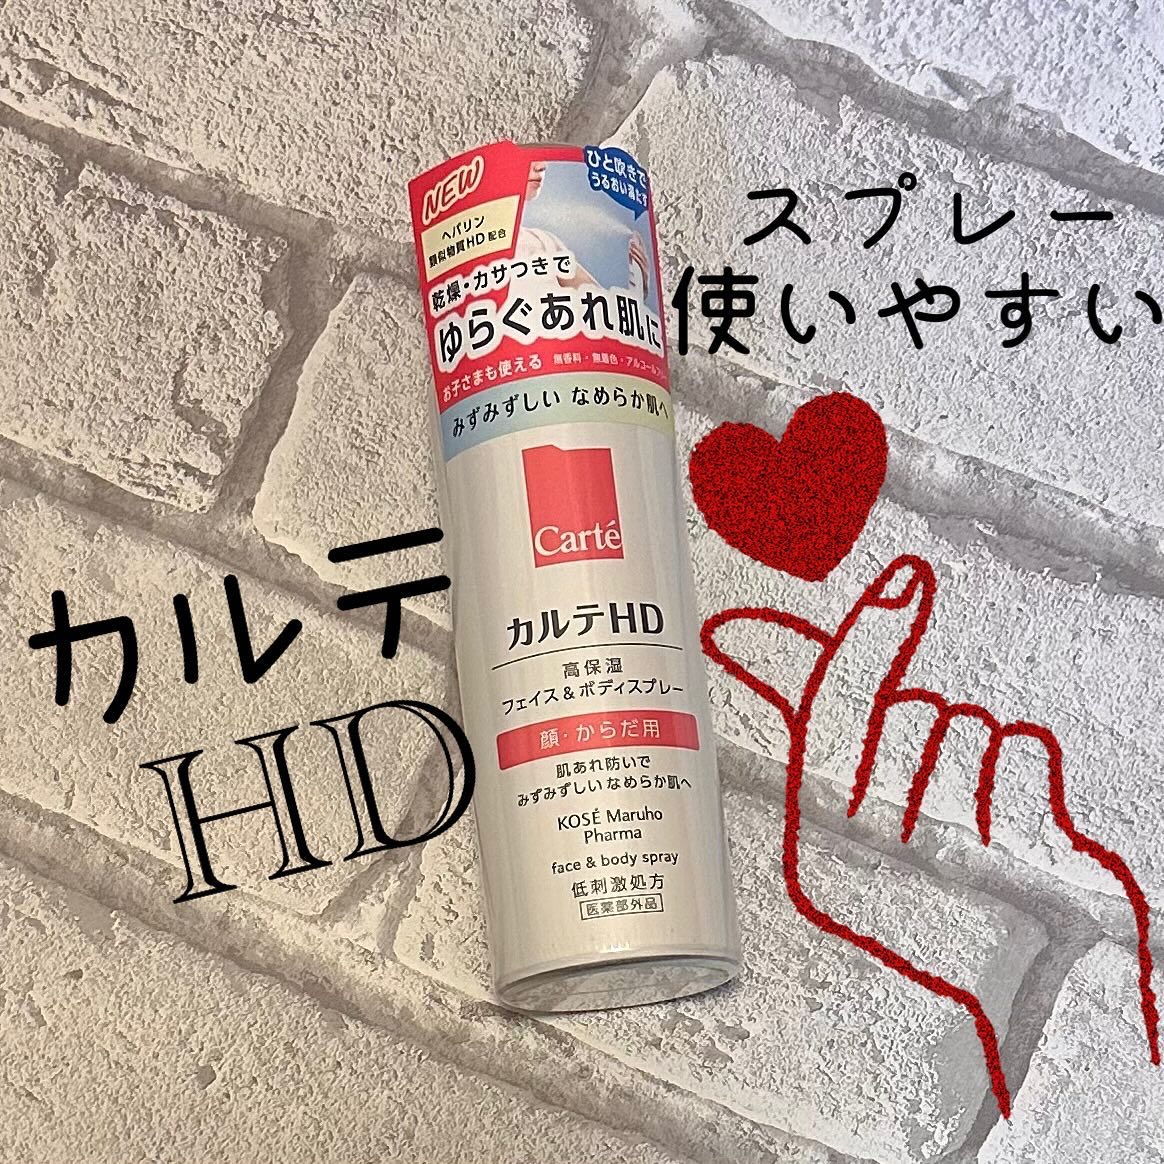 NEW
ヘパリン
類似物質HD配合
ひと吹きで
うるおい満たす
乾燥・カサつきで
ゆらぐあれ肌に
お子さまも使える 無香料・無着色・アルコールフリ
みずみずしい なめらか肌へ
スプレー
使いやすい
Carté
カルテ
HD
カルテHD
高保湿
フェイス&ボディスプレー
顔・からだ用
肌あれ防いで
みずみずしいなめらか肌へ
KOSÉ Maruho
Pharma
face & body spray
低刺激処方
医薬部外品